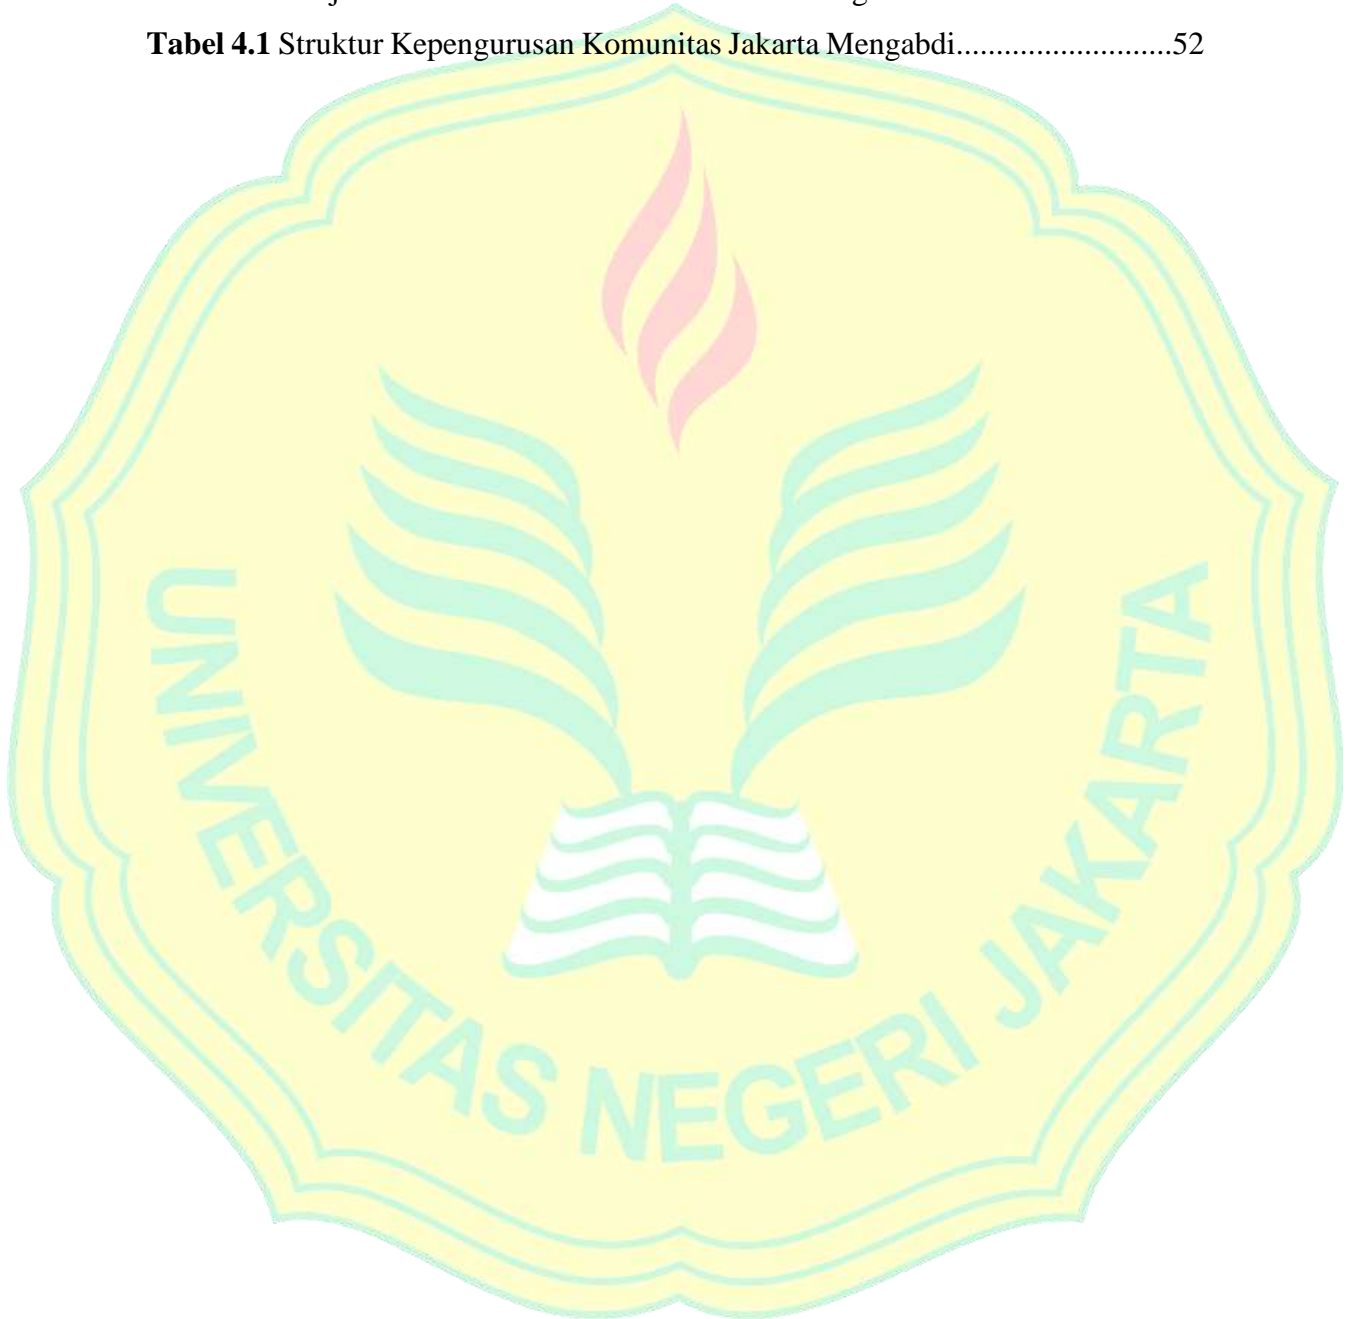 Tabel 4.1 Struktur Kepengurusan Komunitas Jakarta Mengabdi...........................52
UNIVERSITAS NEGERI JAKARTA